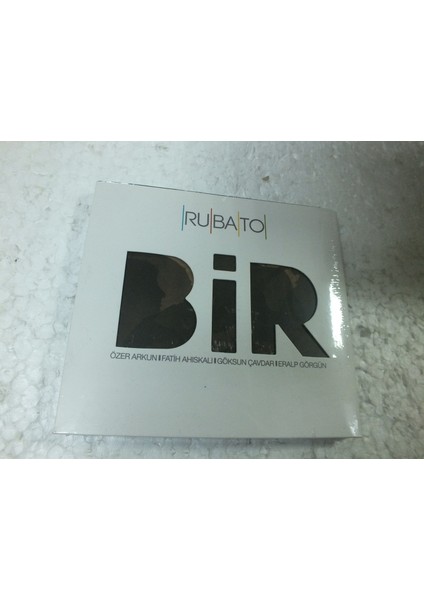 |RU|BA|TO|
BiR
ÖZER ARKUN || FATİH AHISKALI || GÖKSUN ÇAVDAR || ERALP GÖRGÜN